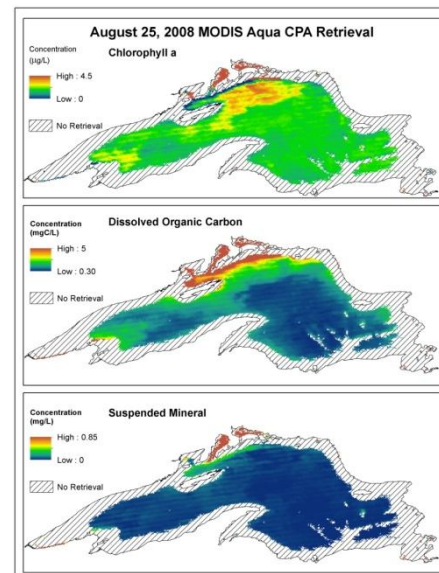 August 25, 2008 MODIS Aqua CPA Retrieval
Chlorophyll a
Concentration
(µg/L)
High : 4.5
Low : 0
No Retrieval
Dissolved Organic Carbon
Concentration
(mgC/L)
High : 5
Low : 0.30
No Retrieval
Suspended Mineral
Concentration
(mg/L)
High : 0.85
Low : 0
No Retrieval